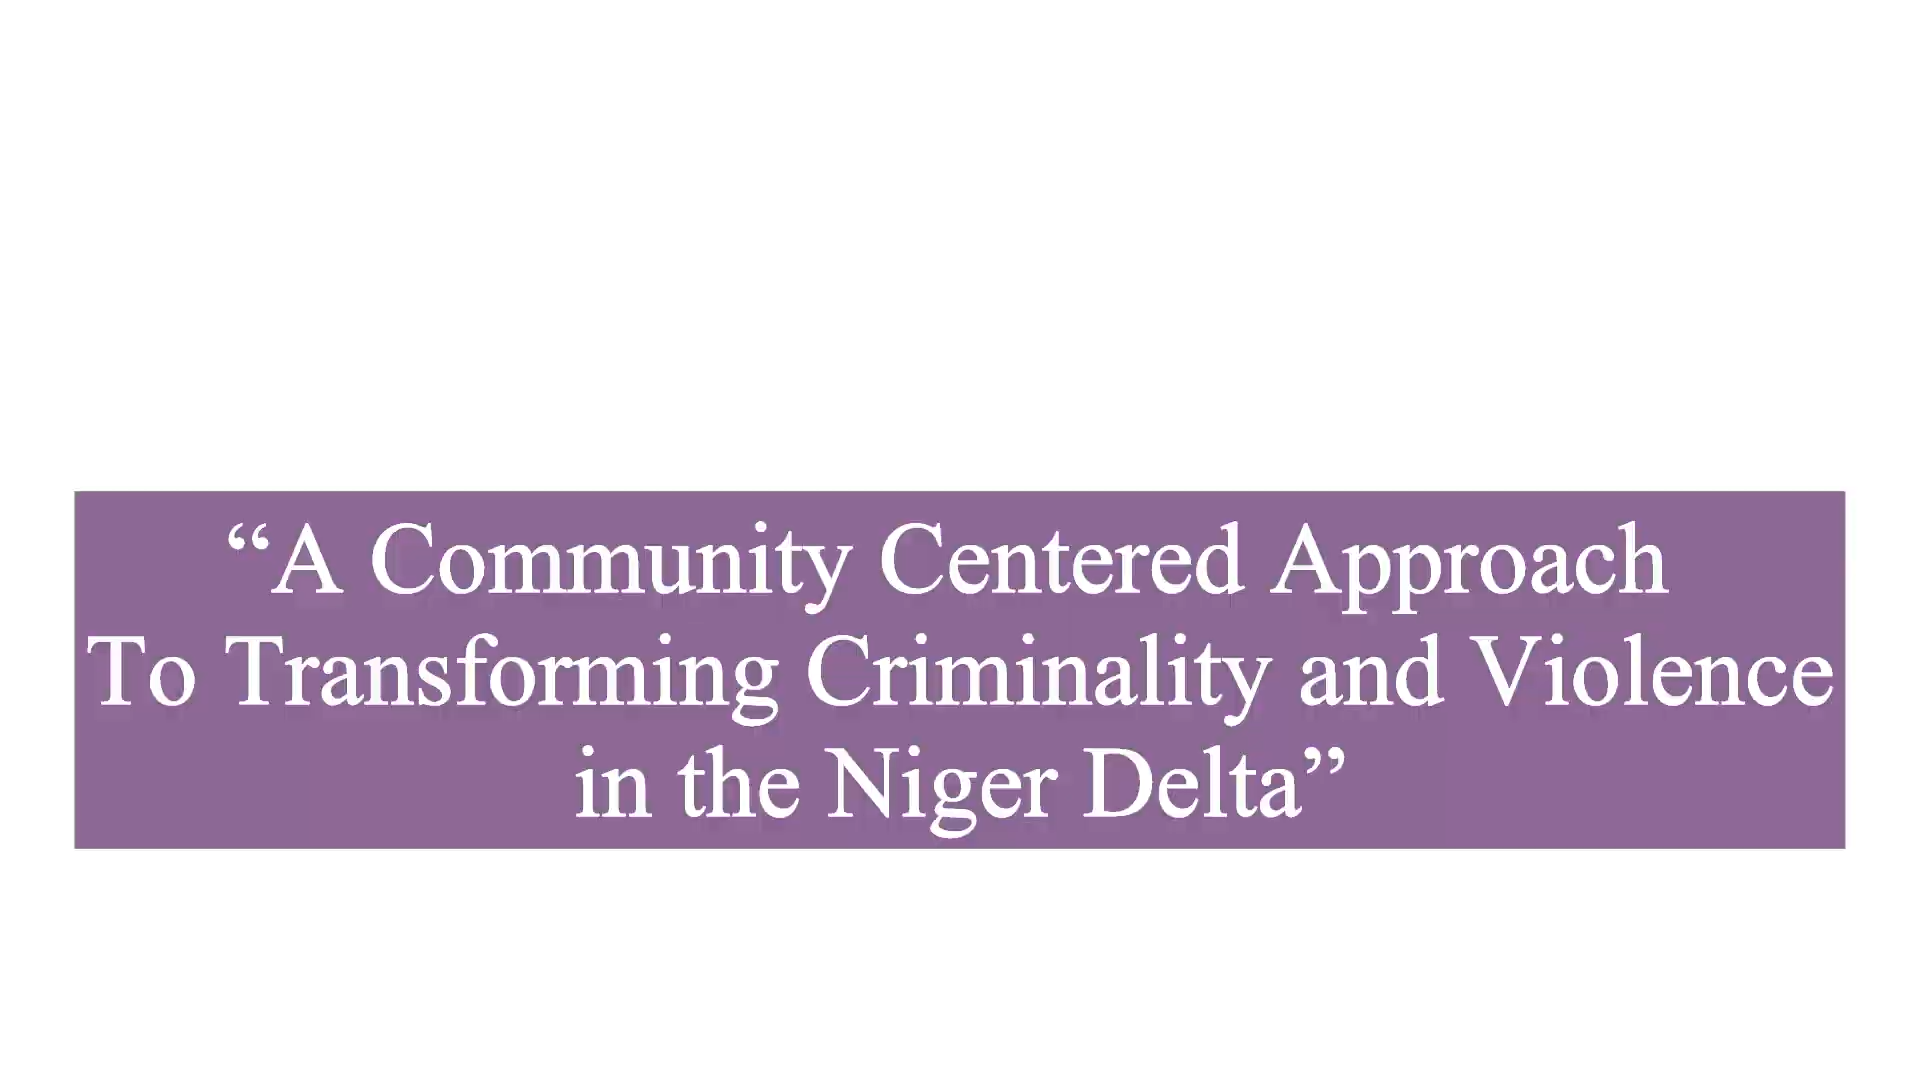 “A Community Centered Approach
To Transforming Criminality and Violence
in the Niger Delta”